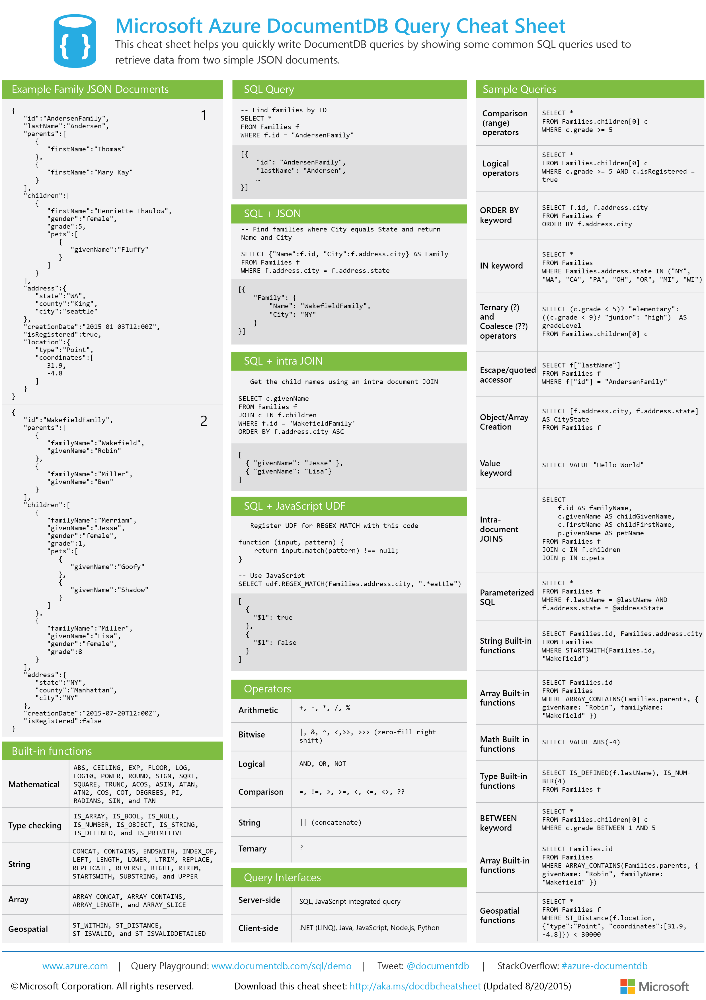 { }
Microsoft Azure DocumentDB Query Cheat Sheet
This cheat sheet helps you quickly write DocumentDB queries by showing some common SQL queries used to
retrieve data from two simple JSON documents.
Example Family JSON Documents
1
{
"id":"AndersenFamily",
"lastName":"Andersen",
"parents":[
{
"firstName":"Thomas"
},
{
"firstName":"Mary Kay"
}
],
"children":[
{
"firstName":"Henriette Thaulow",
"gender":"female",
"grade":5,
"pets":[
{
"givenName":"Fluffy"
}
]
}
],
"address":{
"state":"WA",
"county":"King",
"city":"seattle"
},
"creationDate":"2015-01-03T12:00Z",
"isRegistered":true,
"location":{
"type":"Point",
"coordinates":[
31.9,
-4.8
]
}
}
2
{
"id":"WakefieldFamily",
"parents":[
{
"familyName":"Wakefield",
"givenName":"Robin"
},
{
"familyName":"Miller",
"givenName":"Ben"
}
],
"children":[
{
"familyName":"Merriam",
"givenName":"Jesse",
"gender":"female",
"grade":1,
"pets":[
{
"givenName":"Goofy"
},
{
"givenName":"Shadow"
}
]
},
{
"familyName":"Miller",
"givenName":"Lisa",
"gender":"female",
"grade":8
}
],
"address":{
"state":"NY",
"county":"Manhattan",
"city":"NY"
},
"creationDate":"2015-07-20T12:00Z",
"isRegistered":false
}
Built-in functions
Mathematical
ABS, CEILING, EXP, FLOOR, LOG,
LOG10, POWER, ROUND, SIGN, SQRT,
SQUARE, TRUNC, ACOS, ASIN, ATAN,
ATN2, COS, COT, DEGREES, PI,
RADIANS, SIN, and TAN
Type checking
IS_ARRAY, IS_BOOL, IS_NULL,
IS_NUMBER, IS_OBJECT, IS_STRING,
IS_DEFINED, and IS_PRIMITIVE
String
CONCAT, CONTAINS, ENDSWITH, INDEX_OF,
LEFT, LENGTH, LOWER, LTRIM, REPLACE,
REPLICATE, REVERSE, RIGHT, RTRIM,
STARTSWITH, SUBSTRING, and UPPER
Array
ARRAY_CONCAT, ARRAY_CONTAINS,
ARRAY_LENGTH, and ARRAY_SLICE
Geospatial
ST_WITHIN, ST_DISTANCE,
ST_ISVALID, and ST_ISVALIDDETAILED
SQL Query
-- Find families by ID
SELECT *
FROM Families f
WHERE f.id = "AndersenFamily"
[{
"id": "AndersenFamily",
"lastName": "Andersen",
…
}]
SQL + JSON
-- Find families where City equals State and return
Name and City
SELECT {"Name":f.id, "City":f.address.city} AS Family
FROM Families f
WHERE f.address.city = f.address.state
[{
"Family": {
"Name": "WakefieldFamily",
"City": "NY"
}
}]
SQL + intra JOIN
-- Get the child names using an intra-document JOIN
SELECT c.givenName
FROM Families f
JOIN c IN f.children
WHERE f.id = 'WakefieldFamily'
ORDER BY f.address.city ASC
[
{ "givenName": "Jesse" },
{ "givenName": "Lisa"}
]
SQL + JavaScript UDF
-- Register UDF for REGEX_MATCH with this code
function (input, pattern) {
return input.match(pattern) !== null;
}
-- Use JavaScript
SELECT udf.REGEX_MATCH(Families.address.city, ".*eattle")
[
{
"$1": true
},
{
"$1": false
}
]
Operators
Arithmetic
+, -, *, /, %
Bitwise
|, &, ^, <,>>, >>> (zero-fill right
shift)
Logical
AND, OR, NOT
Comparison
=, !=, >, >=, <, <=, <>, ??
String
|| (concatenate)
Ternary
?
Query Interfaces
Server-side
SQL, JavaScript integrated query
Client-side
.NET (LINQ), Java, JavaScript, Node.js, Python
Sample Queries
Comparison
(range)
operators
SELECT *
FROM Families.children[0] c
WHERE c.grade >= 5
Logical
operators
SELECT *
FROM Families.children[0] c
WHERE c.grade >= 5 AND c.isRegistered =
true
ORDER BY
keyword
SELECT f.id, f.address.city
FROM Families f
ORDER BY f.address.city
IN keyword
SELECT *
FROM Families
WHERE Families.address.state IN ("NY",
"WA", "CA", "PA", "OH", "OR", "MI", "WI")
Ternary (?)
and
Coalesce (??)
operators
SELECT (c.grade < 5)? "elementary":
((c.grade < 9)? "junior": "high")  AS
gradeLevel
FROM Families.children[0] c
Escape/quoted
accessor
SELECT f["lastName"]
FROM Families f
WHERE f["id"] = "AndersenFamily"
Object/Array
Creation
SELECT [f.address.city, f.address.state]
AS CityState
FROM Families f
Value
keyword
SELECT VALUE "Hello World"
Intra-
document
JOINS
SELECT
f.id AS familyName,
c.givenName AS childGivenName,
c.firstName AS childFirstName,
p.givenName AS petName
FROM Families f
JOIN c IN f.children
JOIN p IN c.pets
Parameterized
SQL
SELECT *
FROM Families f
WHERE f.lastName = @lastName AND
f.address.state = @addressState
String Built-in
functions
SELECT Families.id, Families.address.city
FROM Families
WHERE STARTSWITH(Families.id,
"Wakefield")
Array Built-in
functions
SELECT Families.id
FROM Families
WHERE ARRAY_CONTAINS(Families.parents, {
givenName: "Robin", familyName:
"Wakefield" })
Math Built-in
functions
SELECT VALUE ABS(-4)
Type Built-in
functions
SELECT IS_DEFINED(f.lastName), IS_NUM-
BER(4)
FROM Families f
BETWEEN
keyword
SELECT *
FROM Families.children[0] c
WHERE c.grade BETWEEN 1 AND 5
Array Built-in
functions
SELECT Families.id
FROM Families
WHERE ARRAY_CONTAINS(Families.parents, {
givenName: "Robin", familyName:
"Wakefield" })
Geospatial
functions
SELECT *
FROM Families f
WHERE ST_Distance(f.location,
{"type":"Point", "coordinates":[31.9,
-4.8]}) < 30000
www.azure.com | Query Playground: www.documentdb.com/sql/demo | Tweet: @documentdb | StackOverflow: #azure-documentdb
©Microsoft Corporation. All rights reserved. Download this cheat sheet: http://aka.ms/docdbcheatsheet (Updated 8/20/2015) Microsoft